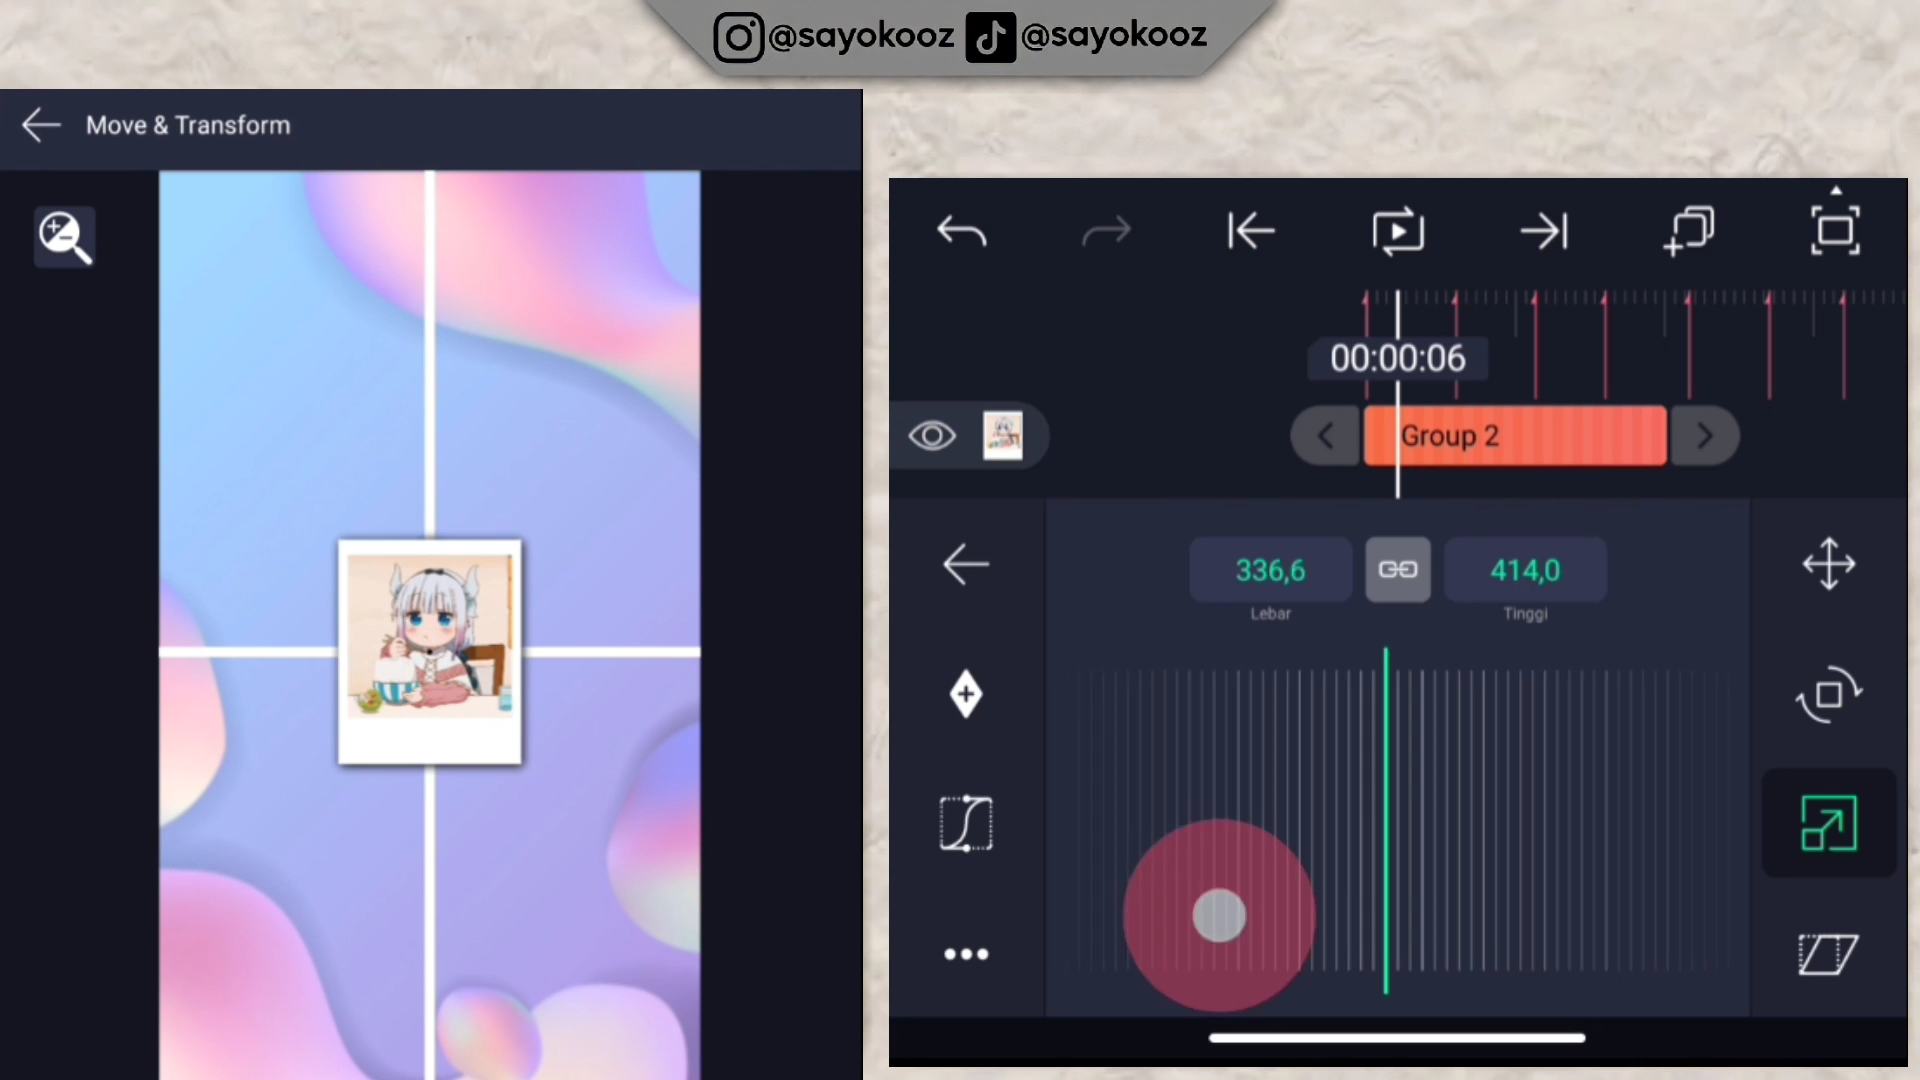 @sayokooz @sayokooz
Move & Transform
00:00:06
Group 2
336,6 414,0
Lebar Tinggi